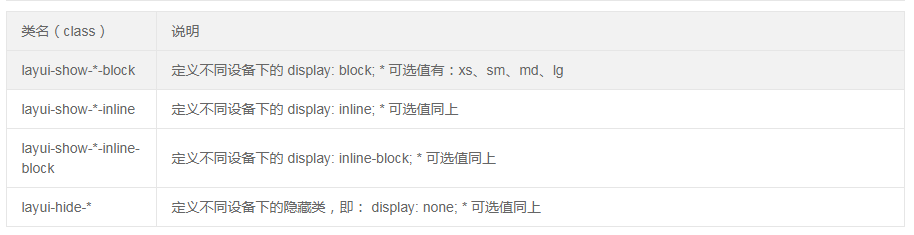 类名（class） 说明
layui-show-*-block 定义不同设备下的 display: block; * 可选值有：xs、sm、md、lg
layui-show-*-inline 定义不同设备下的 display: inline; * 可选值同上
layui-show-*-inline-
block 定义不同设备下的 display: inline-block; * 可选值同上
layui-hide-* 定义不同设备下的隐藏类，即： display: none; * 可选值同上